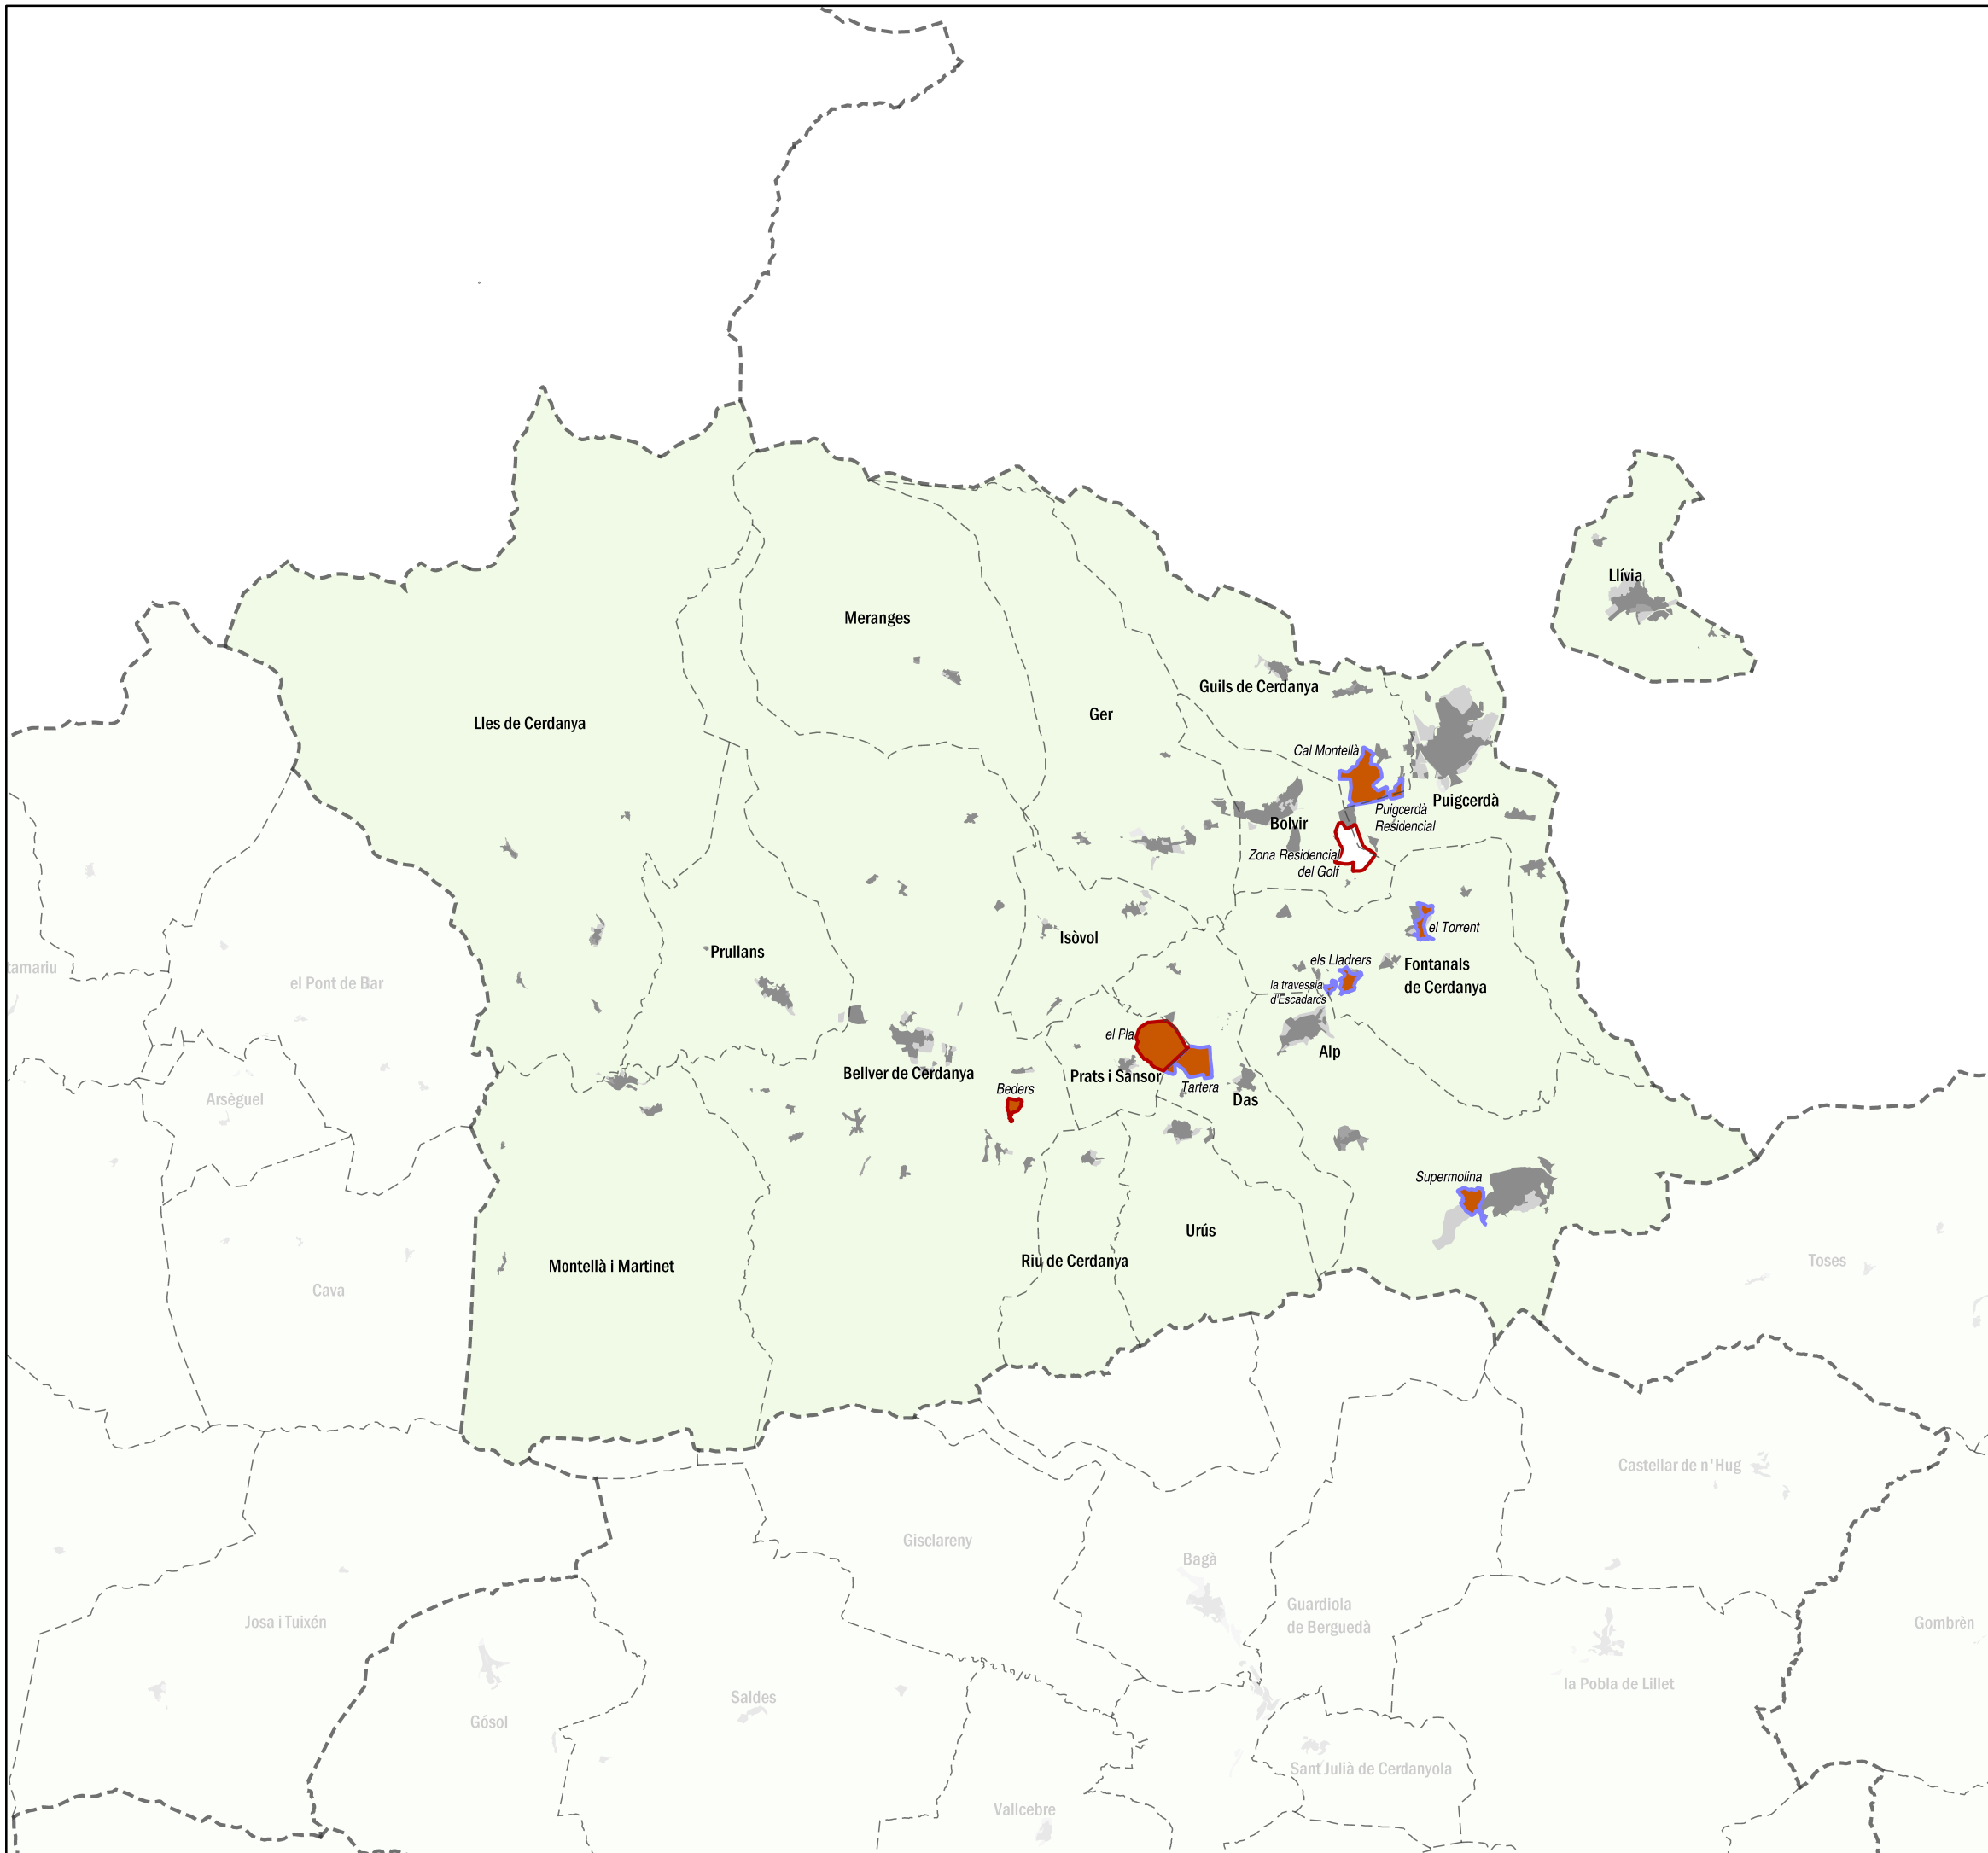 Llívia
Meranges
Guils de Cerdanya
Ger
Lles de Cerdanya
Cal Montellà
Puigcerdà
Puigcerdà
Residencial
Bolvir
Zona Residencial
del Golf
el Torrent
Isòvol
Prullans
els Lladrers
Fontanals
de Cerdanya
la travessia
d'Escadarcs
tamariu
el Pont de Bar
el Pla
Alp
Bellver de Cerdanya
Prats i Sansor
Tartera
Beders
Das
Arsèguel
Supermolina
Urús
Riu de Cerdanya
Montellà i Martinet
Toses
Cava
Castellar de n'Hug
Gisclareny
Bagà
Guardiola
de Berguedà
Josa i Tuixén
Gombrèn
la Pobla de Lillet
Saldes
Gósol
Sant Julià de Cerdanyola
Vallcebre